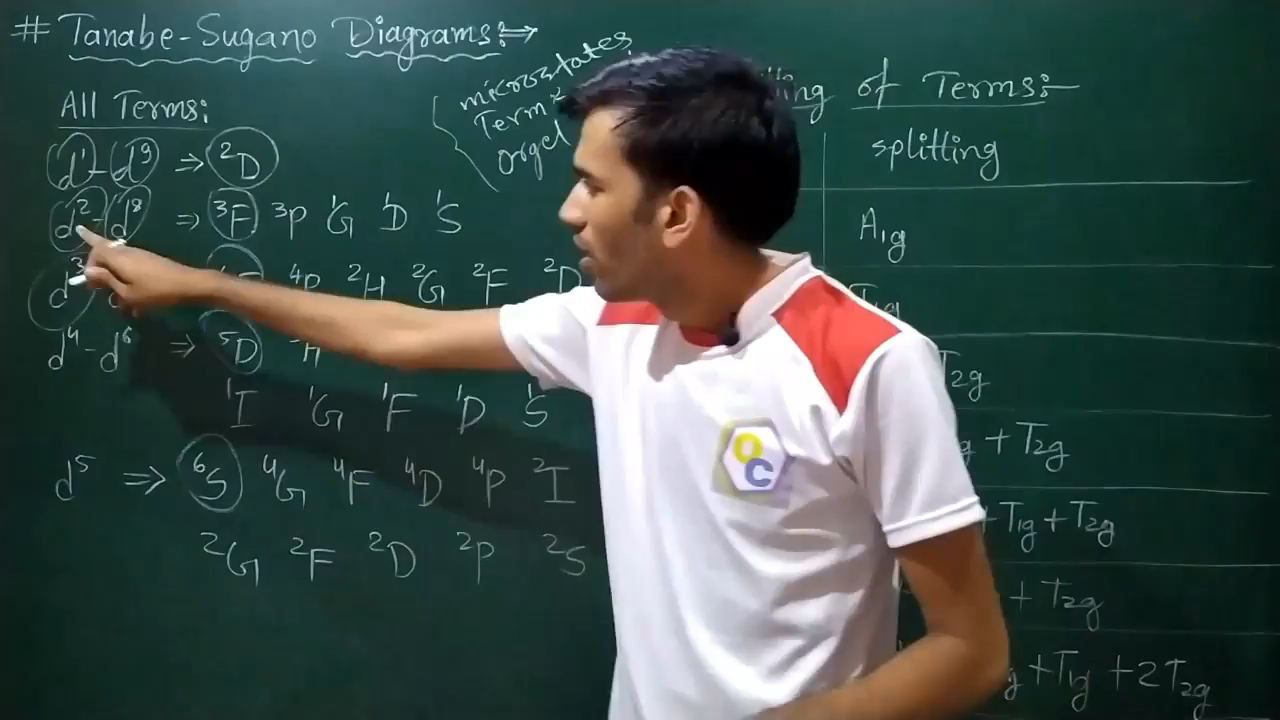 # Tanabe-Sugano Diagrams:→
microstates
Term
orgel
of Terms:-
All Terms:
splitting
d¹-d⁹ ⇒ ²D
d²-d⁸ ⇒ ³F ³P ¹G ¹D ¹S
A₁g
d³ ⁴P ²H ²G ²F ²D
d⁴-d⁶ ⇒ ⁵D
T₂g
¹I ¹G ¹F ¹D ¹S
+ T₂g
d⁵ ⇒ ⁶S ⁴G ⁴F ⁴D ⁴P ²I
+ T₁g + T₂g
²G ²F ²D ²P ²S
+ T₂g
g + T₁g + 2T₂g
OC